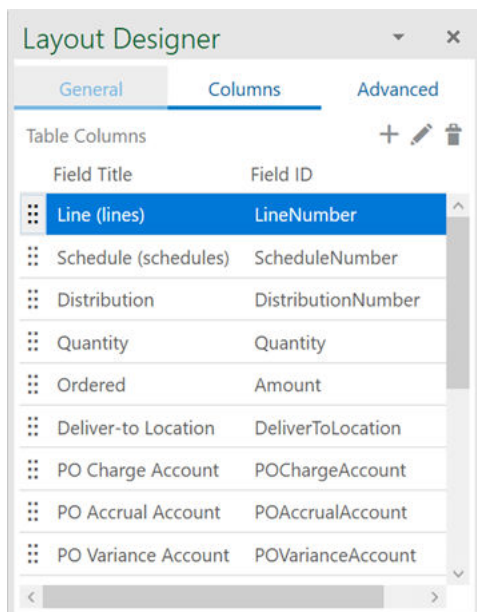 Layout Designer
General Columns Advanced
Table Columns
Field Title Field ID
Line (lines) LineNumber
Schedule (schedules) ScheduleNumber
Distribution DistributionNumber
Quantity Quantity
Ordered Amount
Deliver-to Location DeliverToLocation
PO Charge Account POChargeAccount
PO Accrual Account POAccrualAccount
PO Variance Account POVarianceAccount